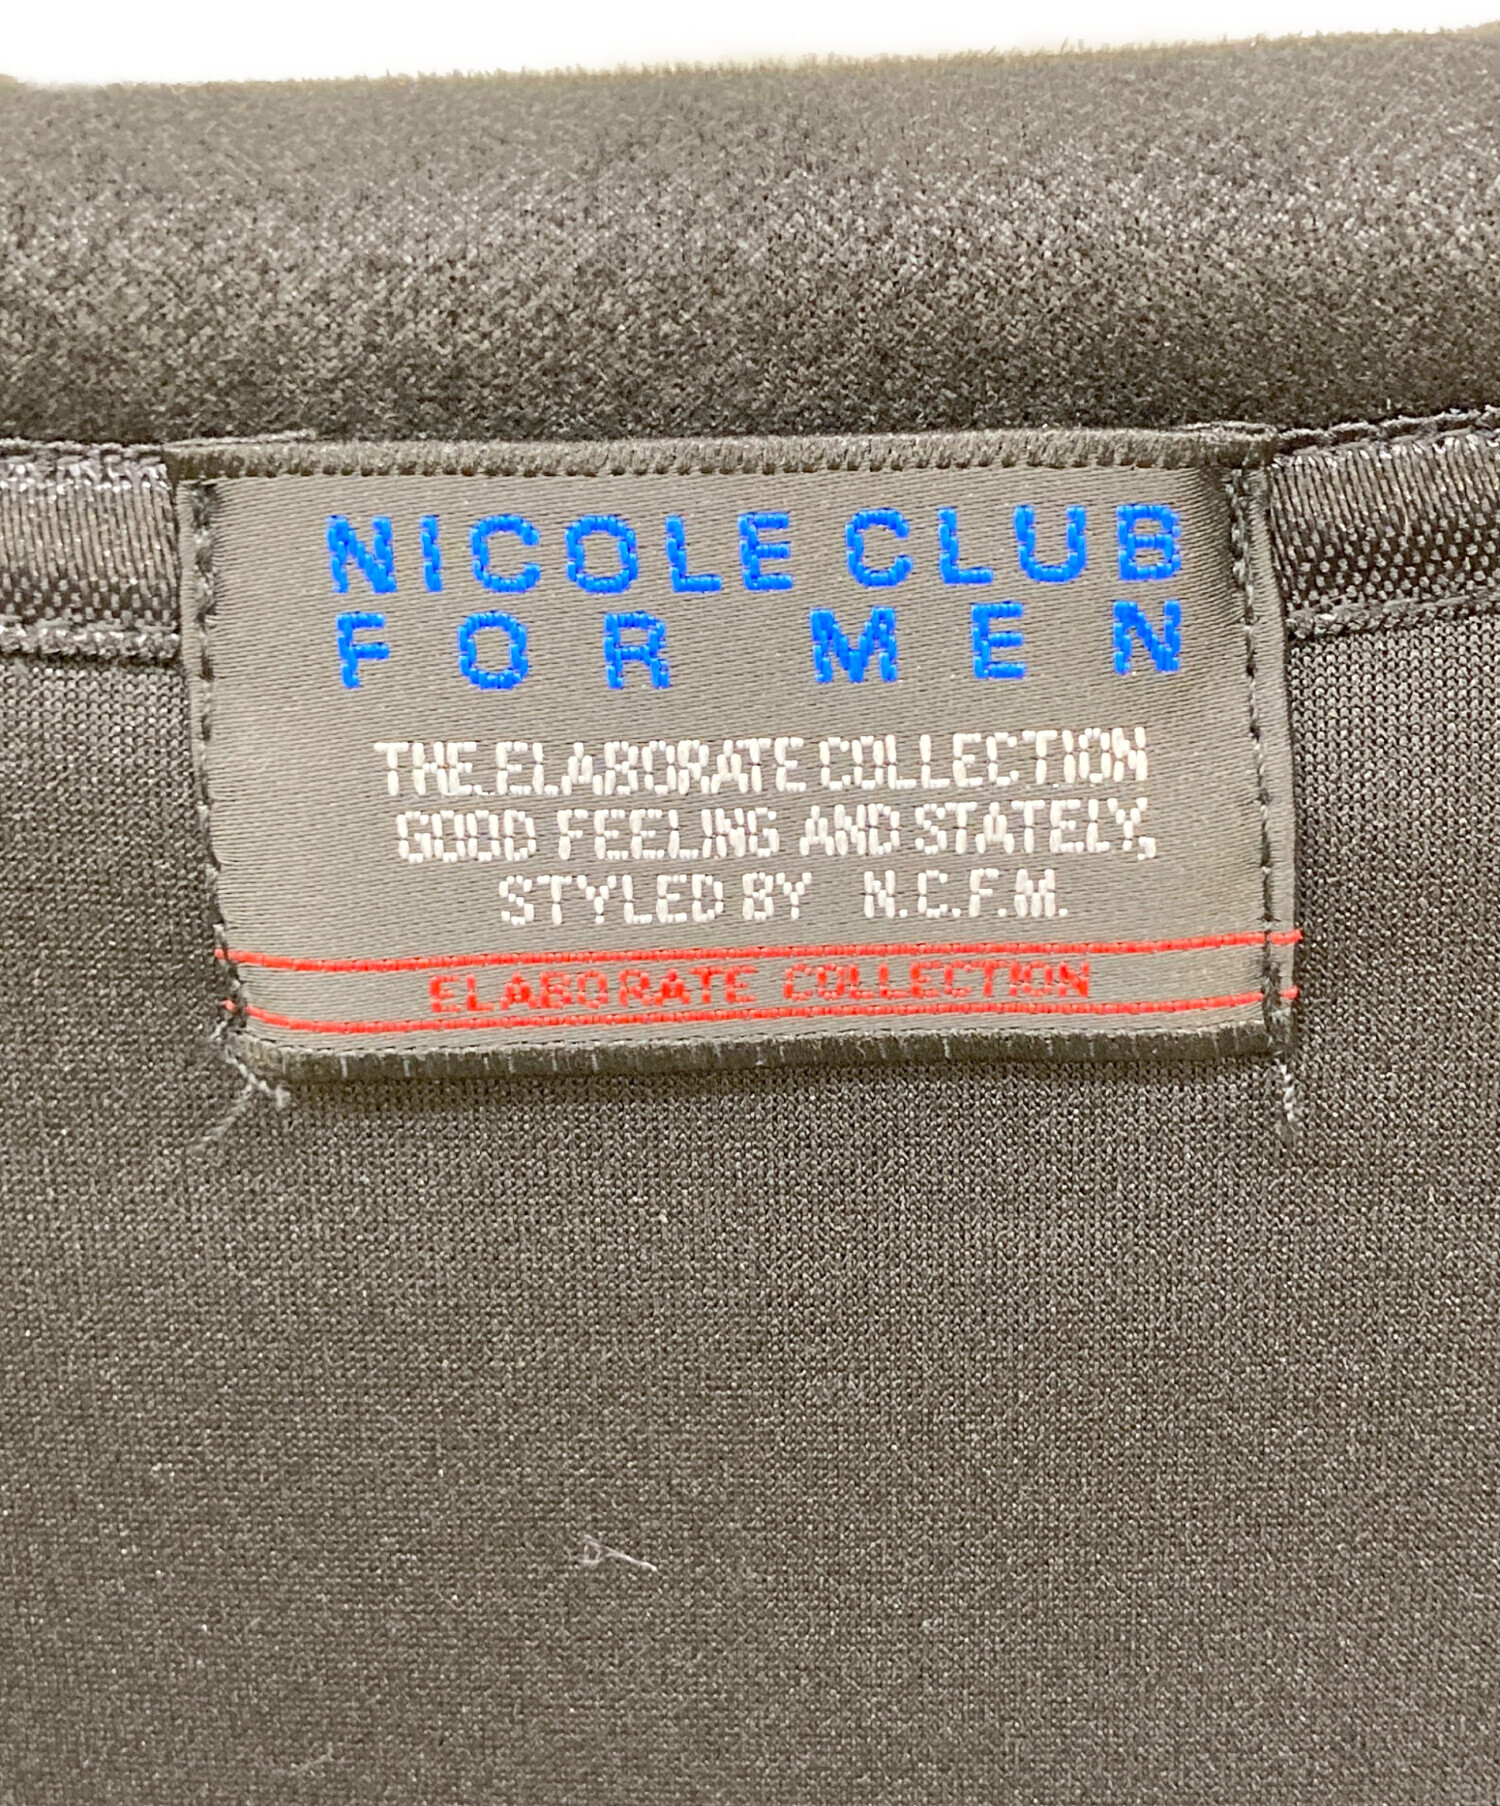 NICOLE CLUB
FOR MEN
THE.ELABORATE COLLECTION
GOOD FEELING AND STATELY,
STYLED BY N.C.F.M.
ELABORATE COLLECTION